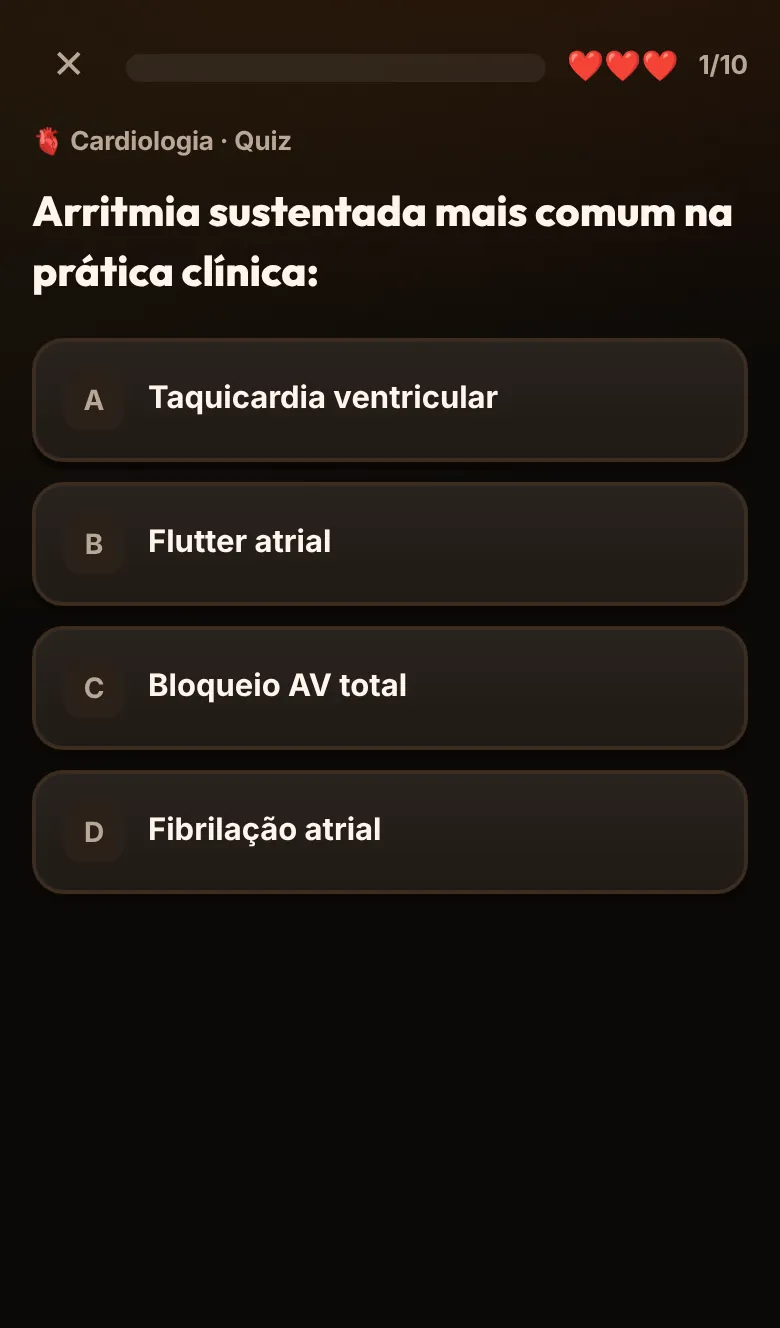 ✕ ❤️❤️❤️ 1/10
🫀 Cardiologia · Quiz
Arritmia sustentada mais comum na
prática clínica:
A Taquicardia ventricular
B Flutter atrial
C Bloqueio AV total
D Fibrilação atrial